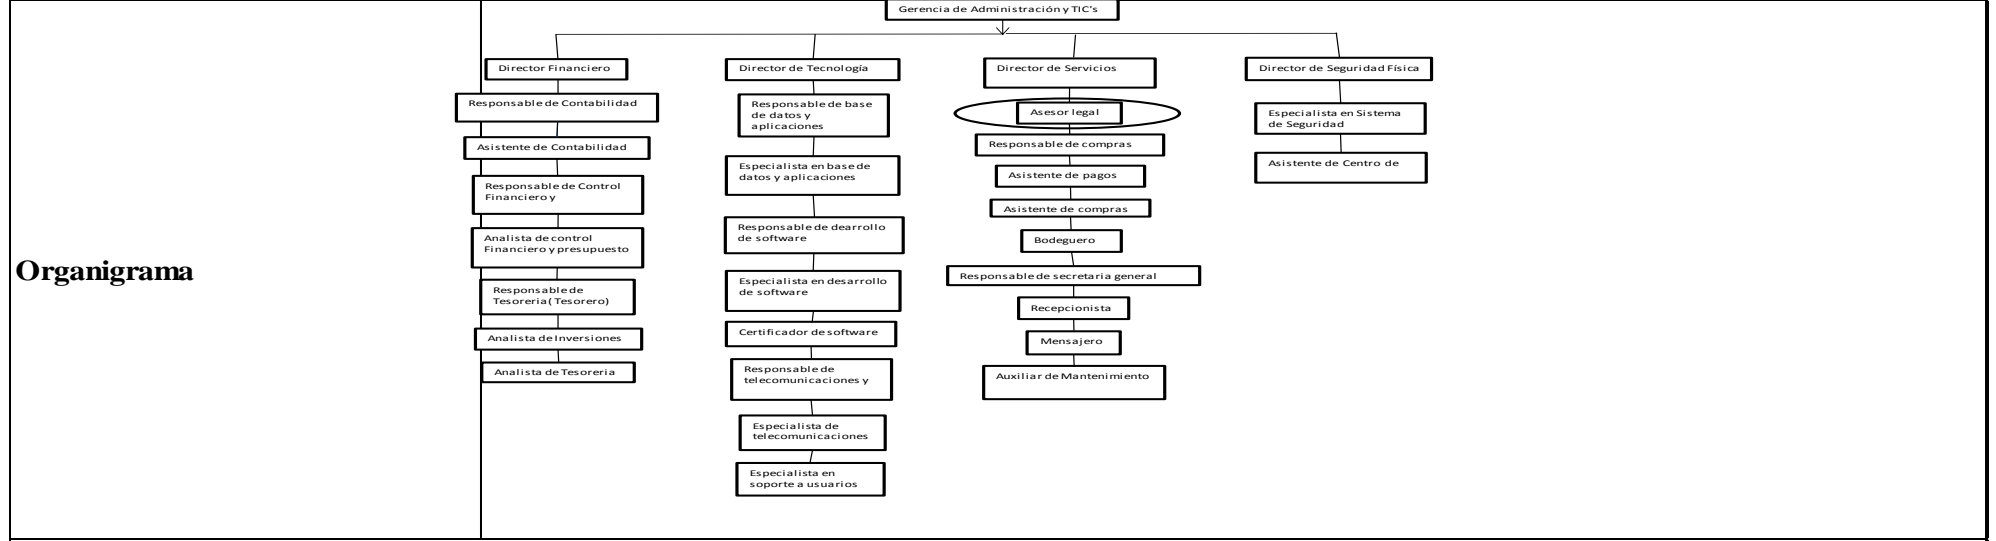 Gerencia de Administración y TIC's
Director Financiero
Responsable de Contabilidad
Asistente de Contabilidad
Responsable de Control
Financiero y
Analista de control
Financiero y presupuesto
Responsable de
Tesoreria( Tesorero)
Analista de Inversiones
Analista de Tesoreria
Director de Tecnología
Responsable de base
de datos y
aplicaciones
Especialista en base de
datos y aplicaciones
Responsable de dearrollo
de software
Especialista en desarrollo
de software
Certificador de software
Responsable de
telecomunicaciones y
Especialista de
telecomunicaciones
Especialista en
soporte a usuarios
Director de Servicios
Asesor legal
Responsable de compras
Asistente de pagos
Asistente de compras
Bodeguero
Responsable de secretaria general
Recepcionista
Mensajero
Auxiliar de Mantenimiento
Director de Seguridad Física
Especialista en Sistema
de Seguridad
Asistente de Centro de
Organigrama